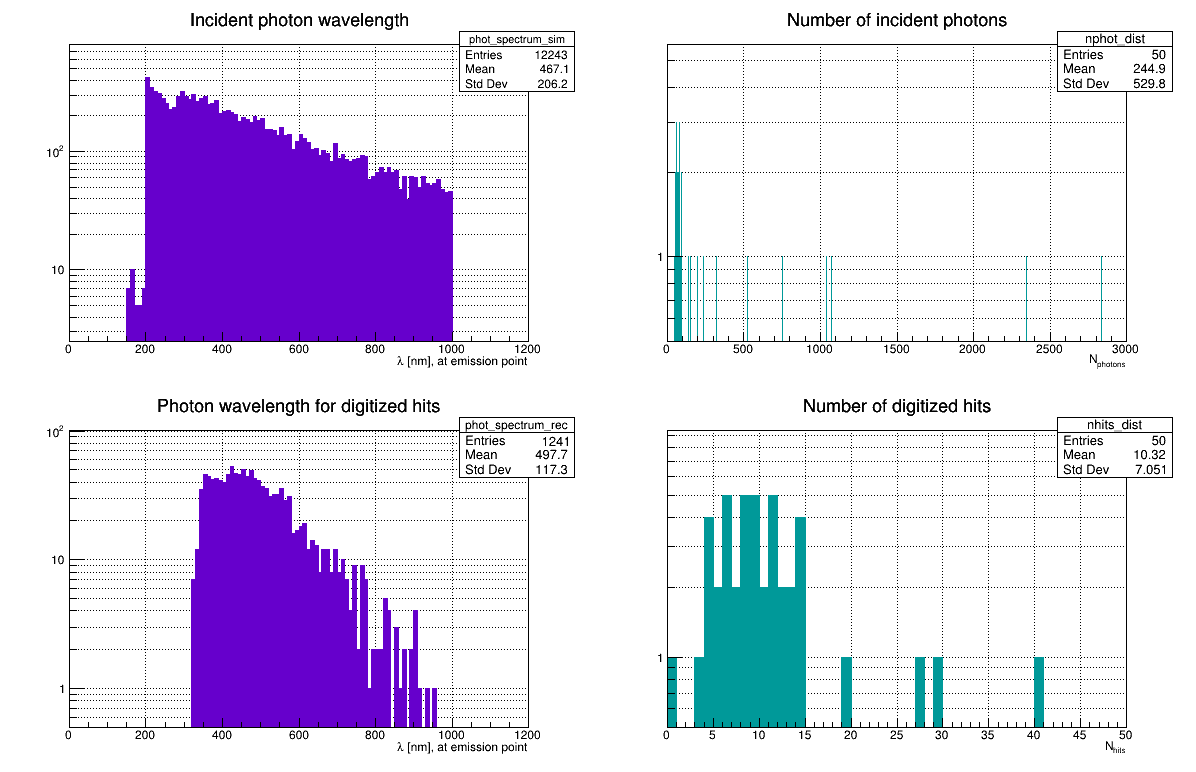 Incident photon wavelength
phot_spectrum_sim
Entries 12243
Mean 467.1
Std Dev 206.2
10²
10
0 200 400 600 800 1000 1200
λ [nm], at emission point
Number of incident photons
nphot_dist
Entries 50
Mean 244.9
Std Dev 529.8
1
0 500 1000 1500 2000 2500 3000
Nphotons
Photon wavelength for digitized hits
phot_spectrum_rec
Entries 1241
Mean 497.7
Std Dev 117.3
10²
10
1
0 200 400 600 800 1000 1200
λ [nm], at emission point
Number of digitized hits
nhits_dist
Entries 50
Mean 10.32
Std Dev 7.051
1
0 5 10 15 20 25 30 35 40 45 50
Nhits